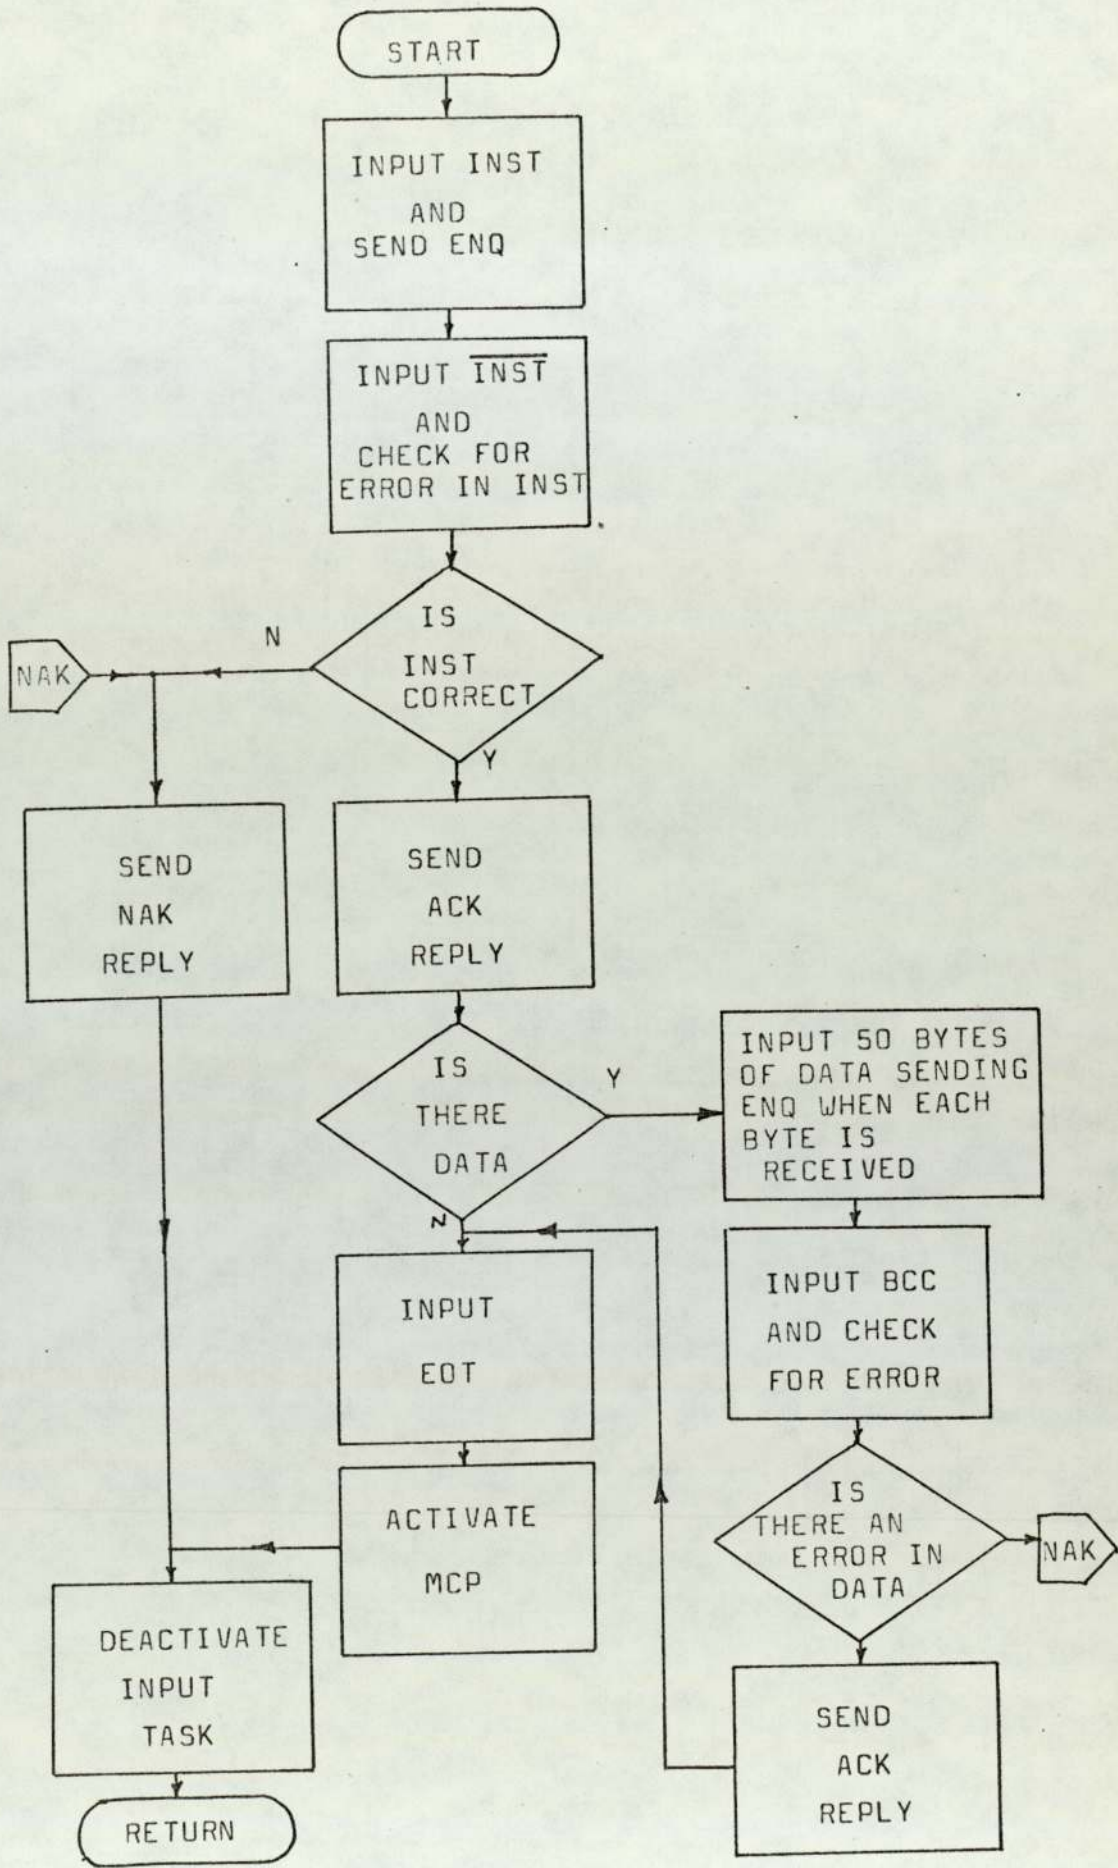 START
INPUT INST
AND
SEND ENQ
INPUT I̅N̅S̅T̅
AND
CHECK FOR
ERROR IN INST
IS
INST
CORRECT
N
NAK
Y
SEND
NAK
REPLY
SEND
ACK
REPLY
IS
THERE
DATA
Y
N
INPUT 50 BYTES
OF DATA SENDING
ENQ WHEN EACH
BYTE IS
RECEIVED
INPUT BCC
AND CHECK
FOR ERROR
INPUT
EOT
IS
THERE AN
ERROR IN
DATA
NAK
ACTIVATE
MCP
DEACTIVATE
INPUT
TASK
SEND
ACK
REPLY
RETURN